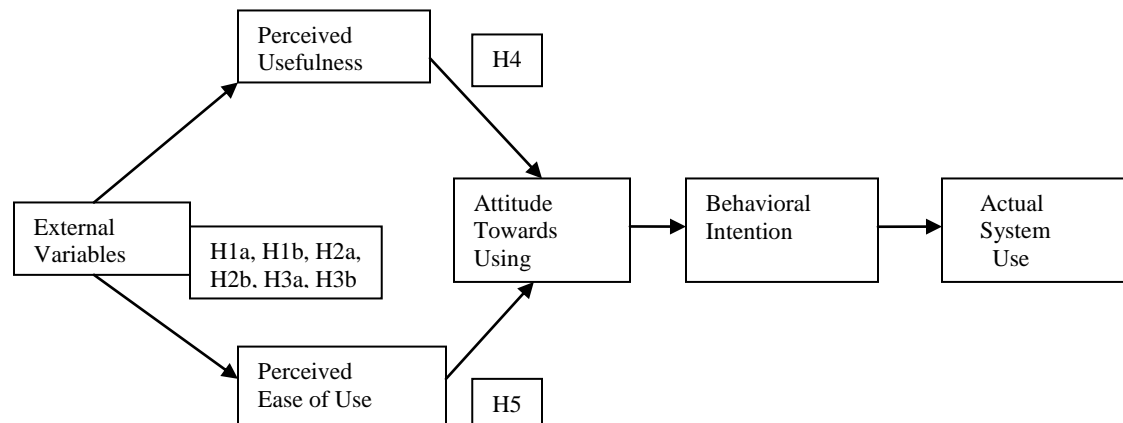 Perceived
Usefulness
H4
External
Variables
H1a, H1b, H2a,
H2b, H3a, H3b
Attitude
Towards
Using
Behavioral
Intention
Actual
System
Use
Perceived
Ease of Use
H5